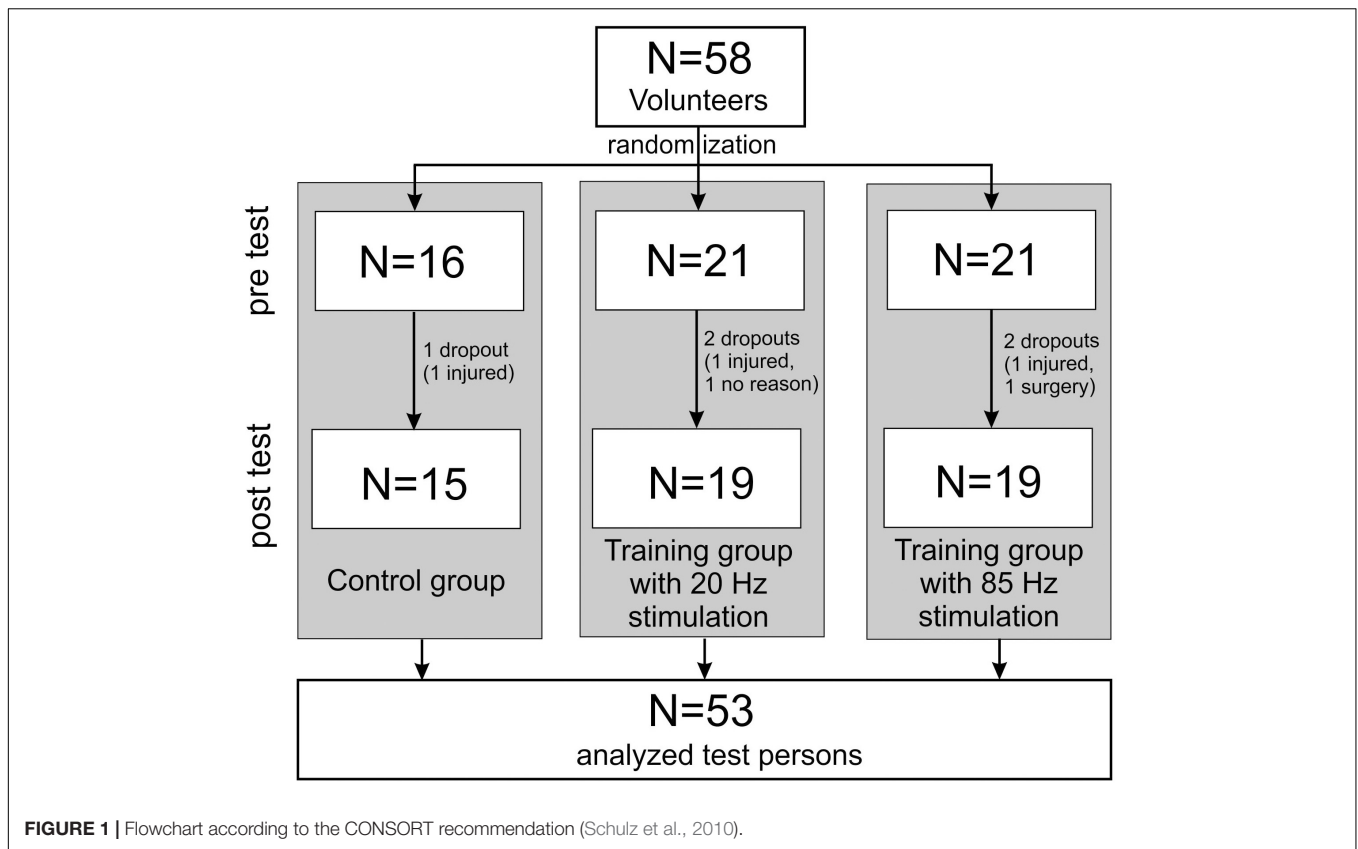 N=58
Volunteers
randomization
pre test
N=16
N=21
N=21
1 dropout
(1 injured)
2 dropouts
(1 injured,
1 no reason)
2 dropouts
(1 injured,
1 surgery)
post test
N=15
N=19
N=19
Control group
Training group
with 20 Hz
stimulation
Training group
with 85 Hz
stimulation
N=53
analyzed test persons
FIGURE 1 | Flowchart according to the CONSORT recommendation (Schulz et al., 2010).